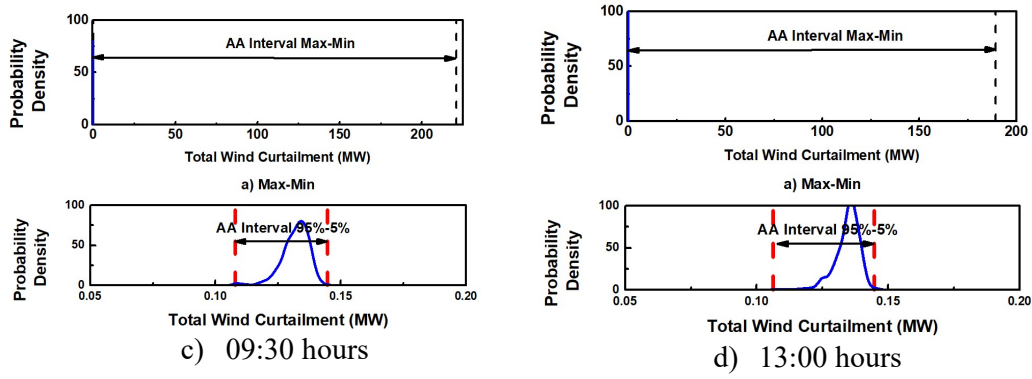 100
50
0
Probability
Density
AA Interval Max-Min
0 50 75 100 125 150 175 200
Total Wind Curtailment (MW)
100
50
0
Probability
Density
AA Interval 95%-5%
0.05 0.10 0.15 0.20
Total Wind Curtailment (MW)
c) 09:30 hours
100
50
0
Probability
Density
AA Interval Max-Min
0 50 100 150 200
Total Wind Curtailment (MW)
a) Max-Min
100
50
0
Probability
Density
AA Interval 95%-5%
0.05 0.10 0.15 0.20
Total Wind Curtailment (MW)
d) 13:00 hours